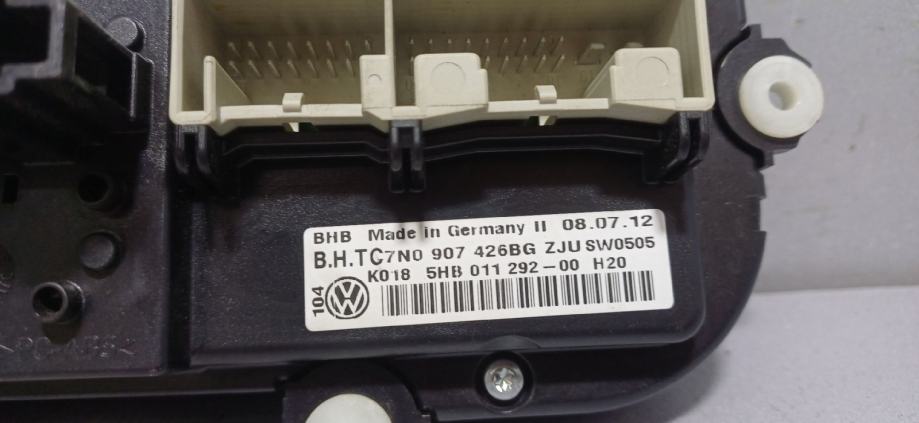 BHB Made in Germany II 08.07.12
B.H.T.C 7N0 907 426BG ZJU SW0505
K018 5HB 011 292-00 H20
104